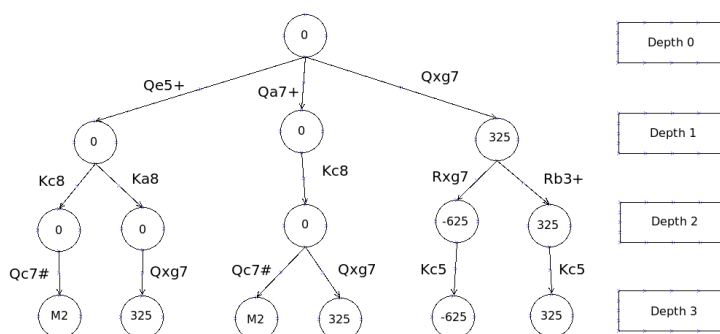 0
Depth 0
Qe5+
Qa7+
Qxg7
0
0
325
Depth 1
Kc8
Ka8
Kc8
Rxg7
Rb3+
0
0
0
-625
325
Depth 2
Qc7#
Qxg7
Qc7#
Qxg7
Kc5
Kc5
M2
325
M2
325
-625
325
Depth 3